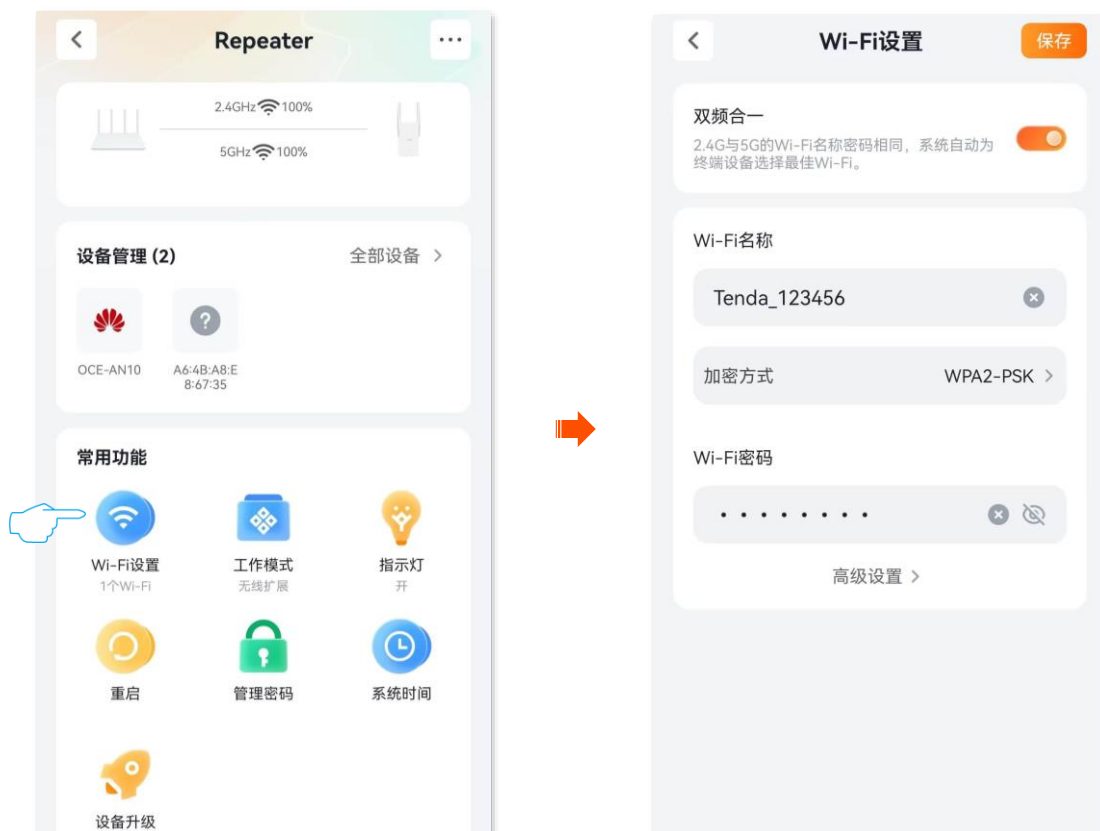 Repeater
2.4GHz 100%
5GHz 100%
设备管理 (2)
全部设备
OCE-AN10
A6:4B:A8:E
8:67:35
常用功能
Wi-Fi设置
1个Wi-Fi
工作模式
无线扩展
指示灯
开
重启
管理密码
系统时间
设备升级
Wi-Fi设置
保存
双频合一
2.4G与5G的Wi-Fi名称密码相同，系统自动为
终端设备选择最佳Wi-Fi。
Wi-Fi名称
Tenda_123456
加密方式
WPA2-PSK
Wi-Fi密码
高级设置